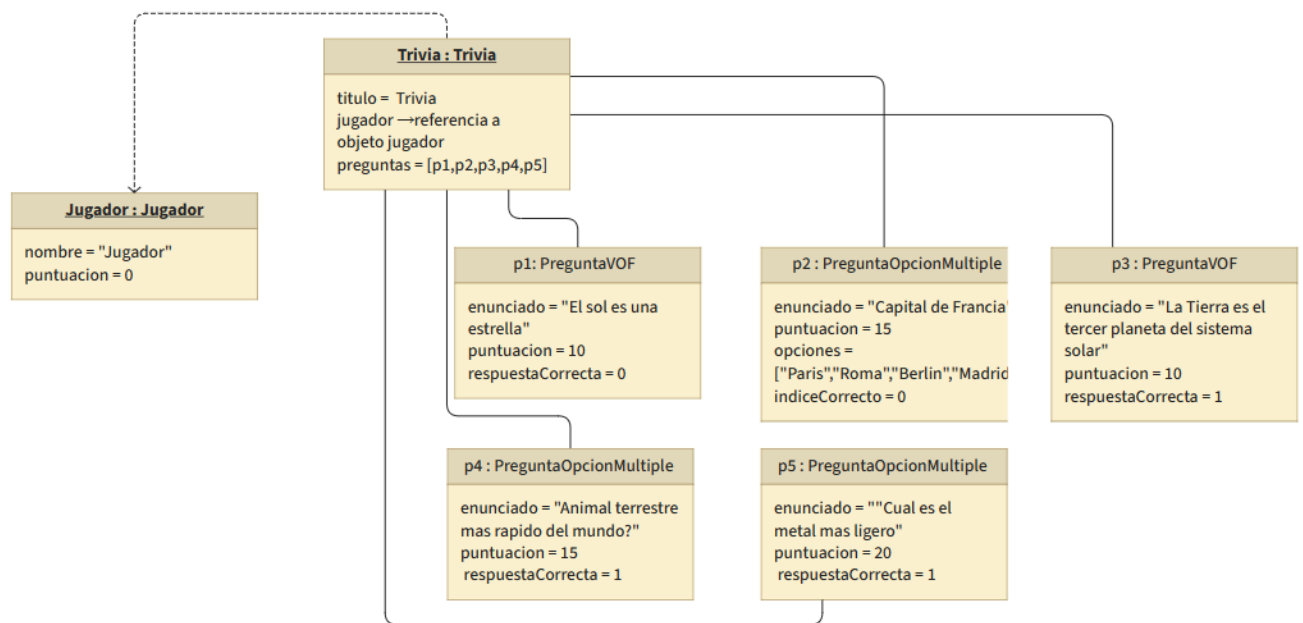 Trivia : Trivia
titulo =  Trivia
jugador →referencia a
objeto jugador
preguntas = [p1,p2,p3,p4,p5]
Jugador : Jugador
nombre = "Jugador"
puntuacion = 0
p1: PreguntaVOF
enunciado = "El sol es una
estrella"
puntuacion = 10
respuestaCorrecta = 0
p2 : PreguntaOpcionMultiple
enunciado = "Capital de Francia"
puntuacion = 15
opciones =
["Paris","Roma","Berlin","Madrid
indiceCorrecto = 0
p3 : PreguntaVOF
enunciado = "La Tierra es el
tercer planeta del sistema
solar"
puntuacion = 10
respuestaCorrecta = 1
p4 : PreguntaOpcionMultiple
enunciado = "Animal terrestre
mas rapido del mundo?"
puntuacion = 15
respuestaCorrecta = 1
p5 : PreguntaOpcionMultiple
enunciado = ""Cual es el
metal mas ligero"
puntuacion = 20
respuestaCorrecta = 1